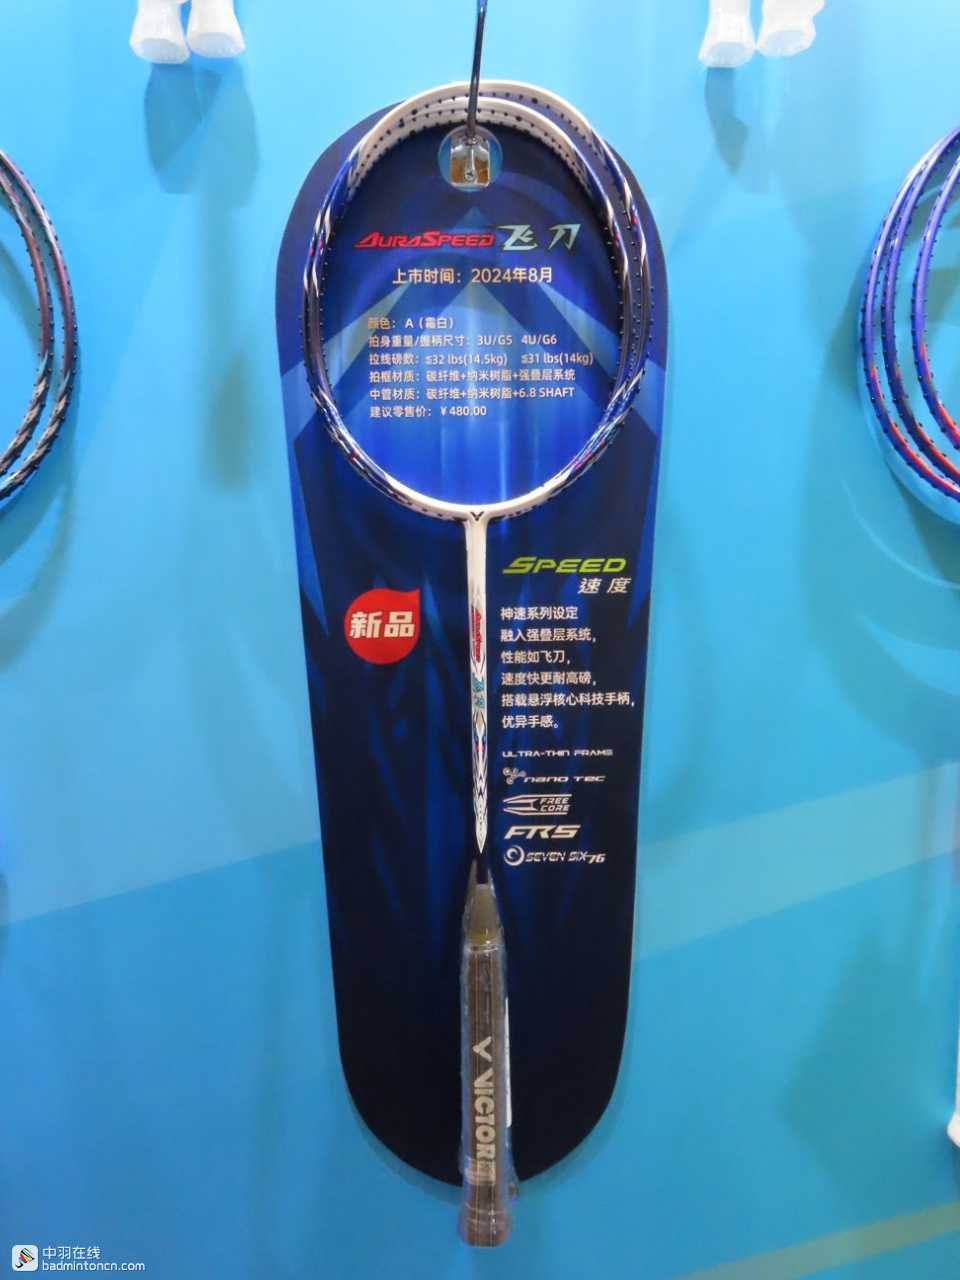 AURASPEED 飞刀
上市时间：2024年8月
颜色：A（霜白）
拍身重量/握柄尺寸：3U/G5 4U/G6
拉线磅数：≦32 lbs(14.5kg) ≦31 lbs(14kg)
拍框材质：碳纤维+纳米树脂+强叠层系统
中管材质：碳纤维+纳米树脂+6.8 SHAFT
建议零售价：￥480.00
SPEED
速度
新品
神速系列设定
融入强叠层系统，
性能如飞刀，
速度快更耐高磅，
搭载悬浮核心科技手柄，
优异手感。
ULTRA-THIN FRAME
NANO TEC
FREE
CORE
FRS
SEVEN SIX 76
VICTOR
中羽在线
badmintoncn.com